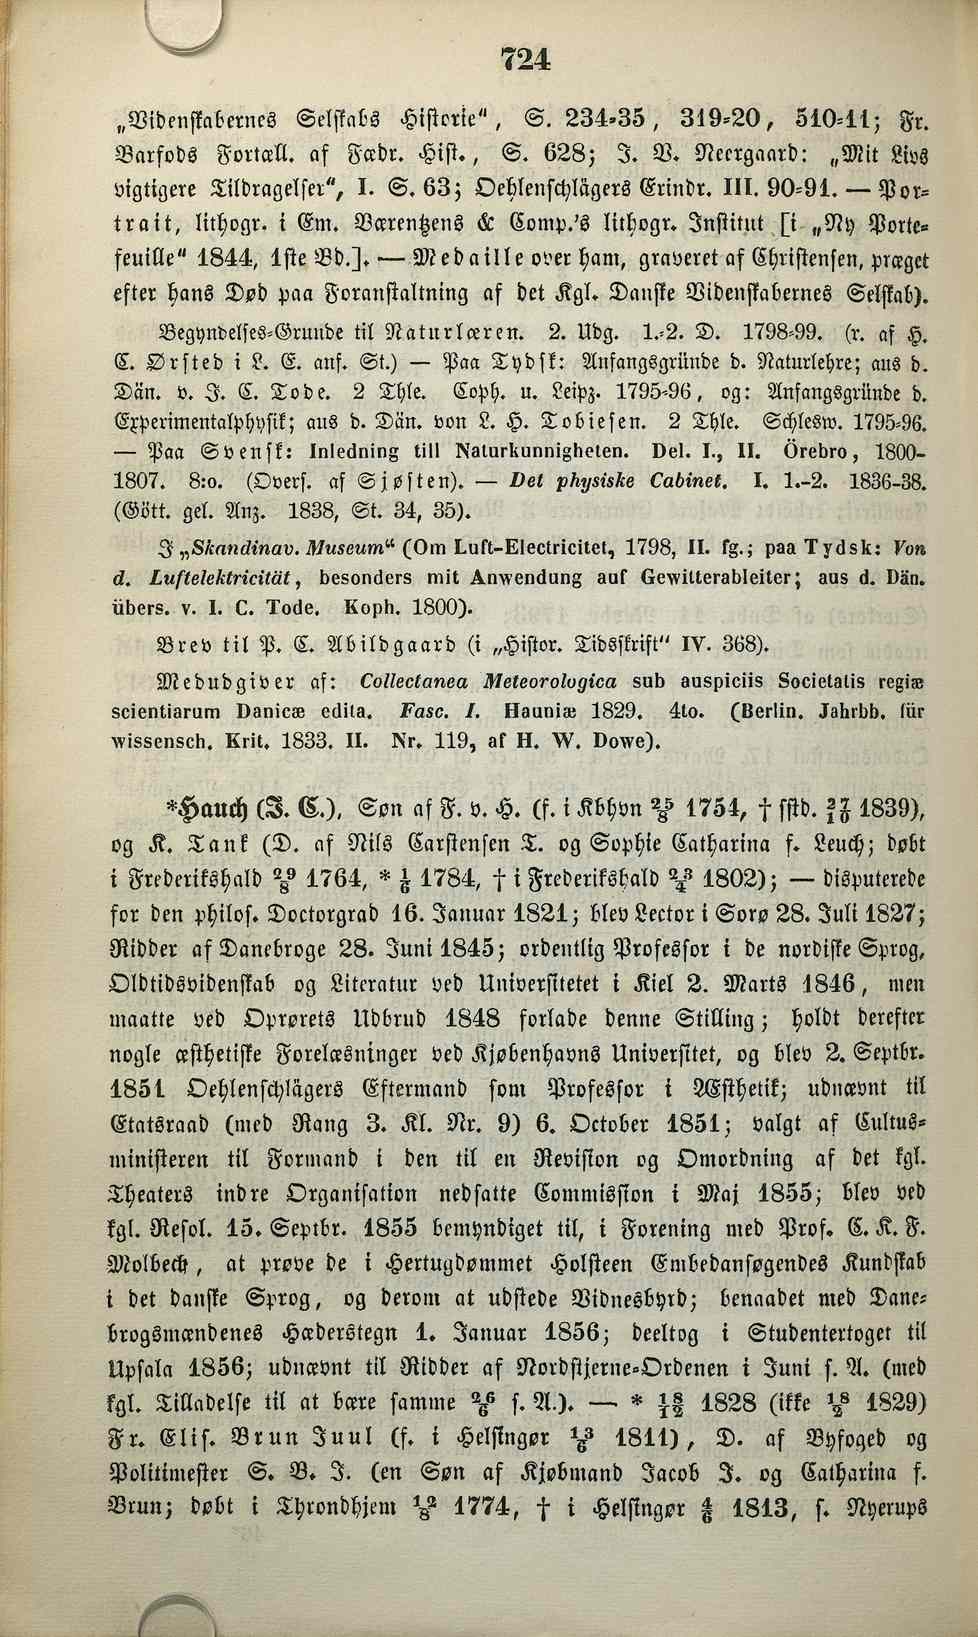 724
„Videnskabernes Selskabs Historie", S. 234-35, 319-20, 510-11; Fr.
Barfods Fortæll. af Fædr. Hist., S. 628; J. B. Neergaard: „Mit Livs
vigtigere Tildragelser", I. S. 63; Oehlenschlägers Erindr. III. 90-91. — Por-
trait, lithogr. i Em. Bærentzens & Comp.'s lithogr. Institut [i „Ny Porte-
feuille" 1844, 1ste Bd.]. — Medaille over ham, graveret af Christensen, præget
efter hans Død paa Foranstaltning af det Kgl. Danske Videnskabernes Selskab).
Begyndelses-Grunde til Naturlæren. 2. Udg. 1.-2. D. 1798-99. (r. af H.
C. Ørsted i L. E. anf. St.) — Paa Tydsk: Anfangsgründe d. Naturlehre; aus d.
Dän. v. J. C. Tode. 2 Thle. Coph. u. Leipz. 1795-96, og: Anfangsgründe d.
Experimentalphysik; aus d. Dän. von L. H. Tobiesen. 2 Thle. Schlesw. 1795-96.
— Paa Svensk: Inledning till Naturkunnigheten. Del. I., II. Örebro, 1800-
1807. 8:o. (Overs. af Sjøsten). — Det physiske Cabinet. I. 1.-2. 1836-38.
(Gött. gel. Anz. 1838, St. 34, 35).
J „Skandinav. Museum" (Om Luft-Electricitet, 1798, II. fg.; paa Tydsk: Von
d. Luftelektricität, besonders mit Anwendung auf Gewitterableiter; aus d. Dän.
übers. v. I. C. Tode. Koph. 1800).
Brev til P. C. Abildgaard (i „Histor. Tidsskrift" IV. 368).
Medudgiver af: Collectanea Meteorologica sub auspiciis Societatis regiæ
scientiarum Danicæ edita. Fasc. I. Hauniæ 1829. 4to. (Berlin. Jahrbb. für
wissensch. Krit. 1833. II. Nr. 119, af H. W. Dowe).
*Hauch (J. C.), Søn af F. v. H. (f. i Kbhvn 25/8 1754, † sstd. 27/10 1839),
og K. Tank (D. af Nils Carstensen T. og Sophie Catharina f. Leuch; døbt
i Frederikshald 29/8 1764, * 1/6 1784, † i Frederikshald 23/4 1802); — disputerede
for den philos. Doctorgrad 16. Januar 1821; blev Lector i Sorø 28. Juli 1827;
Ridder af Danebroge 28. Juni 1845; ordentlig Professor i de nordiske Sprog,
Oldtidsvidenskab og Literatur ved Universitetet i Kiel 2. Marts 1846, men
maatte ved Oprørets Udbrud 1848 forlade denne Stilling; holdt derefter
nogle æsthetiske Forelæsninger ved Kjøbenhavns Universitet, og blev 2. Septbr.
1851 Oehlenschlägers Eftermand som Professor i Æsthetik; udnævnt til
Etatsraad (med Rang 3. Kl. Nr. 9) 6. October 1851; valgt af Cultus-
ministeren til Formand i den til en Revision og Omordning af det kgl.
Theaters indre Organisation nedsatte Commission i Maj 1855; blev ved
kgl. Resol. 15. Septbr. 1855 bemyndiget til, i Forening med Prof. C. K. F.
Molbech, at prøve de i Hertugdømmet Holsteen Embedansøgendes Kundskab
i det danske Sprog, og derom at udstede Vidnesbyrd; benaadet med Dane-
brogsmændenes Hæderstegn 1. Januar 1856; deeltog i Studentertoget til
Upsala 1856; udnævnt til Ridder af Nordstjerne-Ordenen i Juni s. A. (med
kgl. Tilladelse til at bære samme 26/6 s. A.). — * 18/12 1828 (ikke 18/2 1829)
Fr. Elis. Brun Juul (f. i Helsingør 13/6 1811), D. af Byfoged og
Politimester S. B. J. (en Søn af Kjøbmand Jacob J. og Catharina f.
Brun; døbt i Throndhjem 12/8 1774, † i Helsingør 4/6 1813, s. Nyerups